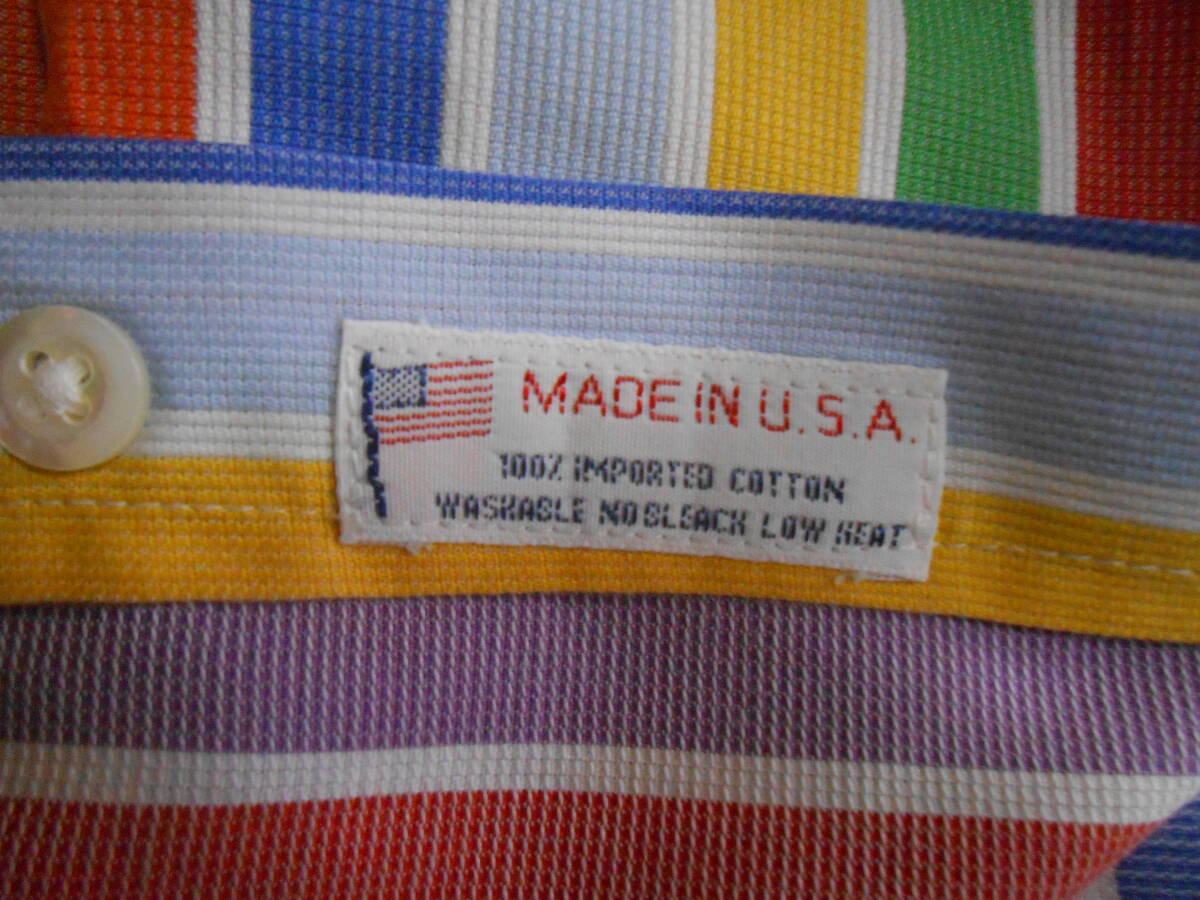 MADE IN U.S.A.
100% IMPORTED COTTON
WASHABLE NO BLEACH LOW HEAT